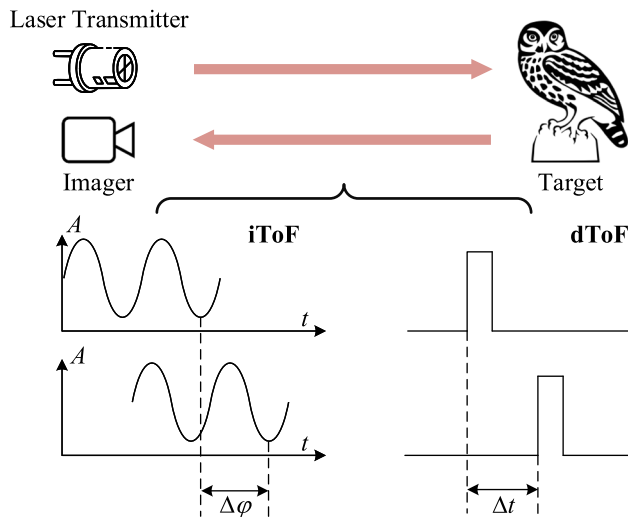 Laser Transmitter
Imager
Target
iToF
dToF
A
t
A
t
Δφ
Δt